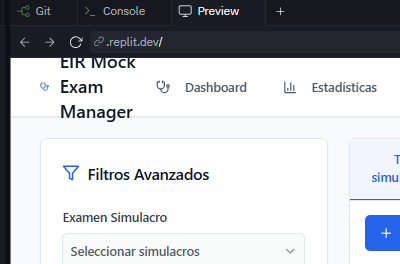 Git
Console
Preview
.replit.dev/
EIR Mock
Exam
Manager
Dashboard
Estadísticas
Filtros Avanzados
Examen Simulacro
Seleccionar simulacros
T
simu